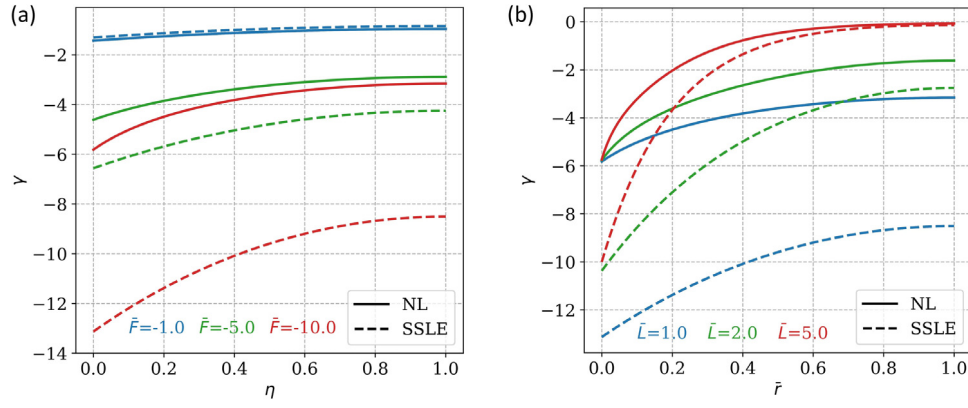 (a)
−2
−4
−6
γ
−8
−10
−12
−14
F̄=-1.0 F̄=-5.0 F̄=-10.0
NL
SSLE
0.0 0.2 0.4 0.6 0.8 1.0
η
(b)
0
−2
−4
−6
γ
−8
−10
−12
L̄=1.0 L̄=2.0 L̄=5.0
NL
SSLE
0.0 0.2 0.4 0.6 0.8 1.0
r̄